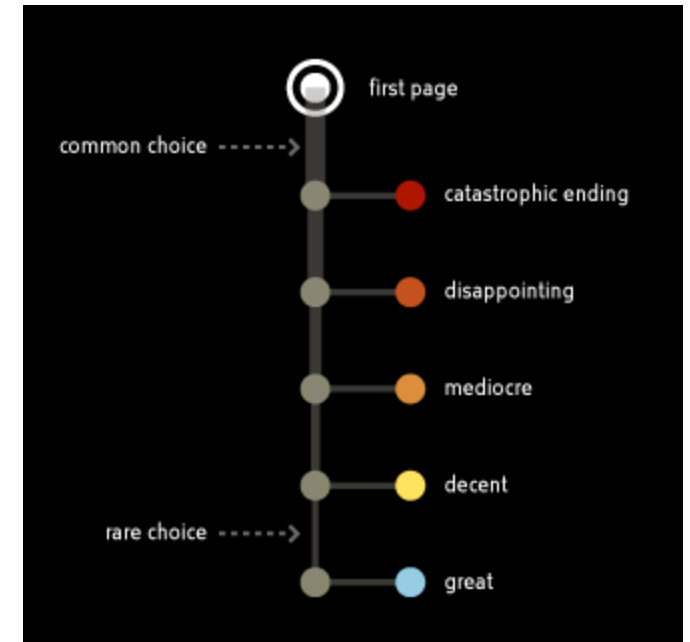 first page
common choice
catastrophic ending
disappointing
mediocre
decent
rare choice
great